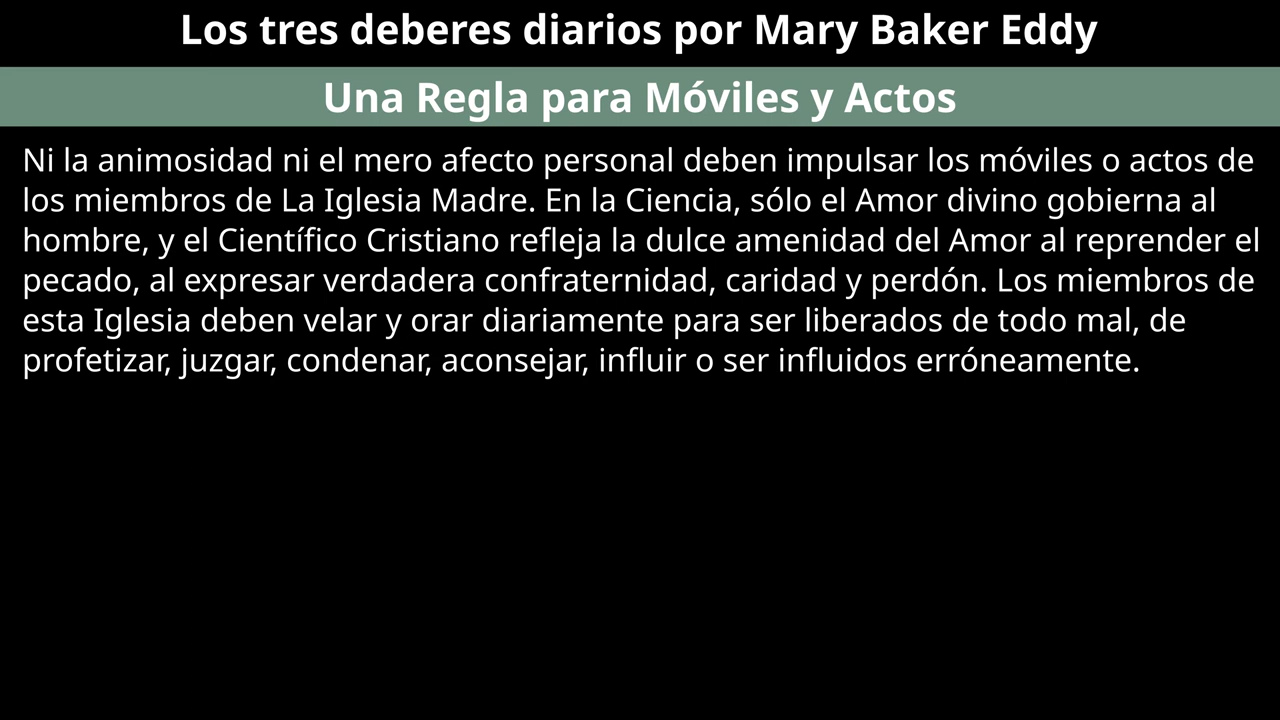 Los tres deberes diarios por Mary Baker Eddy
Una Regla para Móviles y Actos
Ni la animosidad ni el mero afecto personal deben impulsar los móviles o actos de
los miembros de La Iglesia Madre. En la Ciencia, sólo el Amor divino gobierna al
hombre, y el Científico Cristiano refleja la dulce amenidad del Amor al reprender el
pecado, al expresar verdadera confraternidad, caridad y perdón. Los miembros de
esta Iglesia deben velar y orar diariamente para ser liberados de todo mal, de
profetizar, juzgar, condenar, aconsejar, influir o ser influidos erróneamente.